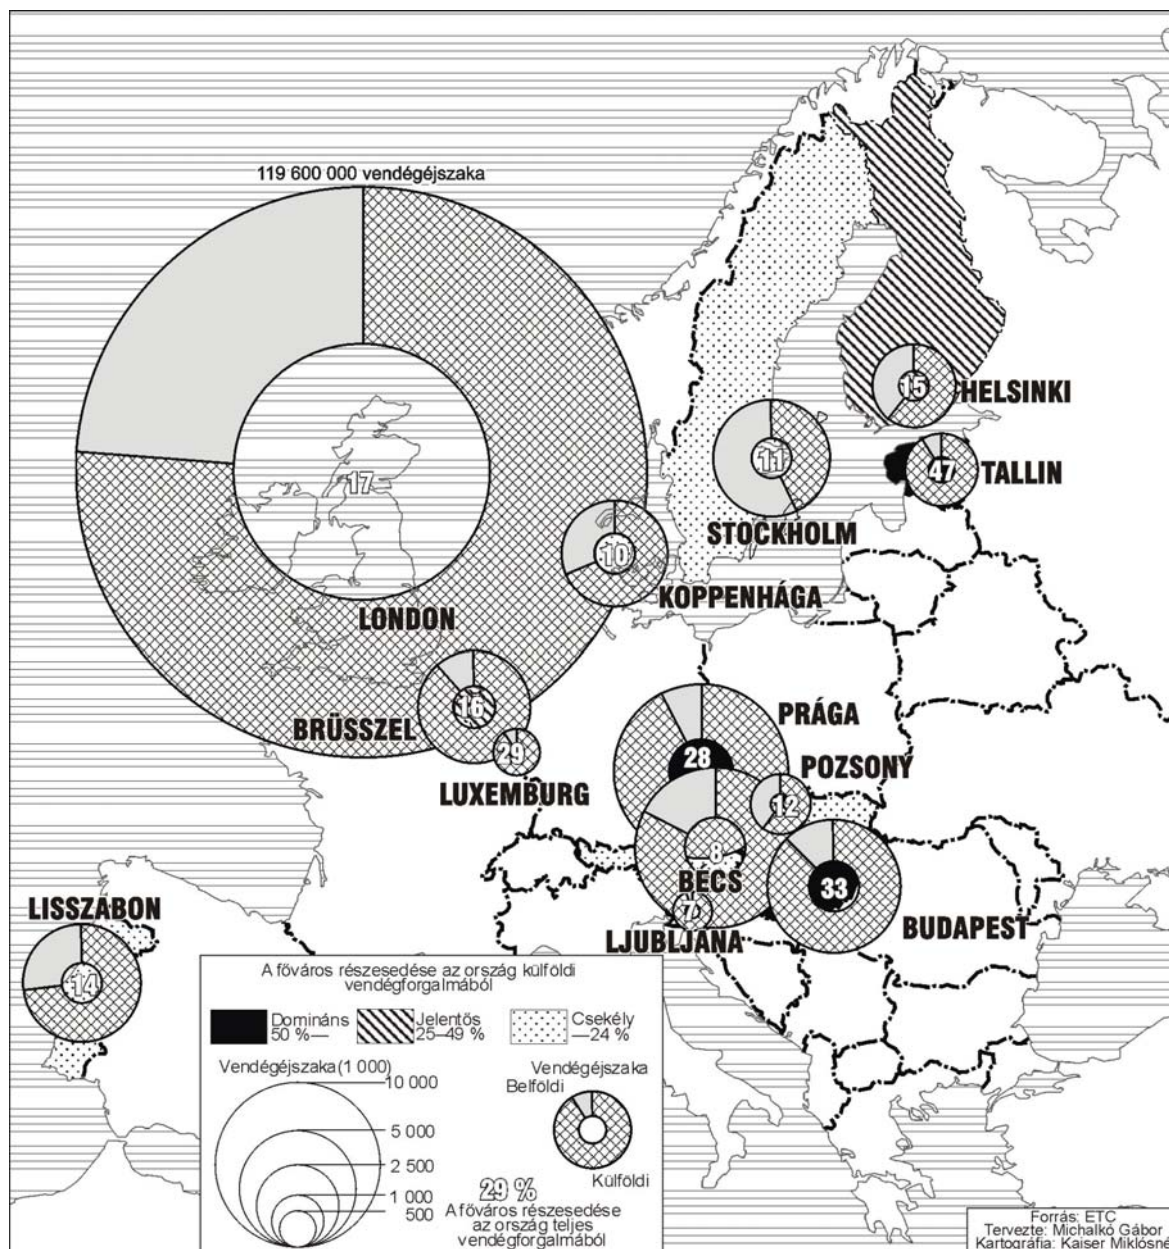 119 600 000 vendégéjszaka
17
LONDON
15
HELSINKI
11
STOCKHOLM
47
TALLIN
10
KOPPENHÁGA
16
BRÜSSZEL
29
LUXEMBURG
28
PRÁGA
12
POZSONY
8
BÉCS
33
BUDAPEST
7
LJUBLJANA
LISSZÁBON
14
A főváros részesedése az ország külföldi
vendégforgalmából
Domináns
50 %—
Jelentős
25–49 %
Csekély
—24 %
Vendégéjszaka(1 000)
10 000
5 000
2 500
1 000
500
Vendégéjszaka
Belföldi
Külföldi
29 %
A főváros részesedése
az ország teljes
vendégforgalmából
Forrás: ETC
Tervezte: Michalkó Gábor
Kartográfia: Kaiser Miklósné